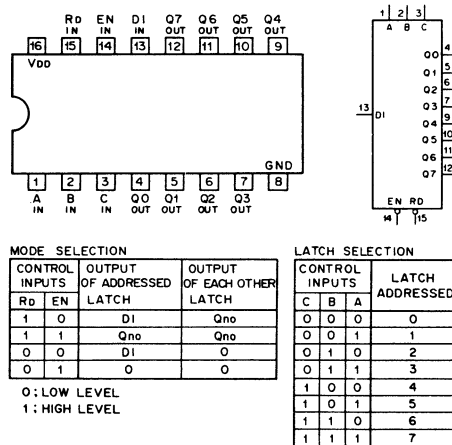 RD EN DI Q7 Q6 Q5 Q4
IN IN IN OUT OUT OUT OUT
16 15 14 13 12 11 10 9
VDD
GND
1 2 3 4 5 6 7 8
A B C Q0 Q1 Q2 Q3
IN IN IN OUT OUT OUT OUT
1 2 3
A B C
Q0 4
Q1 5
Q2 6
Q3 7
13 DI
Q4 9
Q5 10
Q6 11
Q7 12
EN RD
14 15
MODE SELECTION
CONTROL INPUTS
OUTPUT OF ADDRESSED LATCH
OUTPUT OF EACH OTHER LATCH
RD EN
1 0 DI Qno
1 1 Qno Qno
0 0 DI 0
0 1 0 0
0 ; LOW LEVEL
1 ; HIGH LEVEL
LATCH SELECTION
CONTROL INPUTS
LATCH ADDRESSED
C B A
0 0 0 0
0 0 1 1
0 1 0 2
0 1 1 3
1 0 0 4
1 0 1 5
1 1 0 6
1 1 1 7